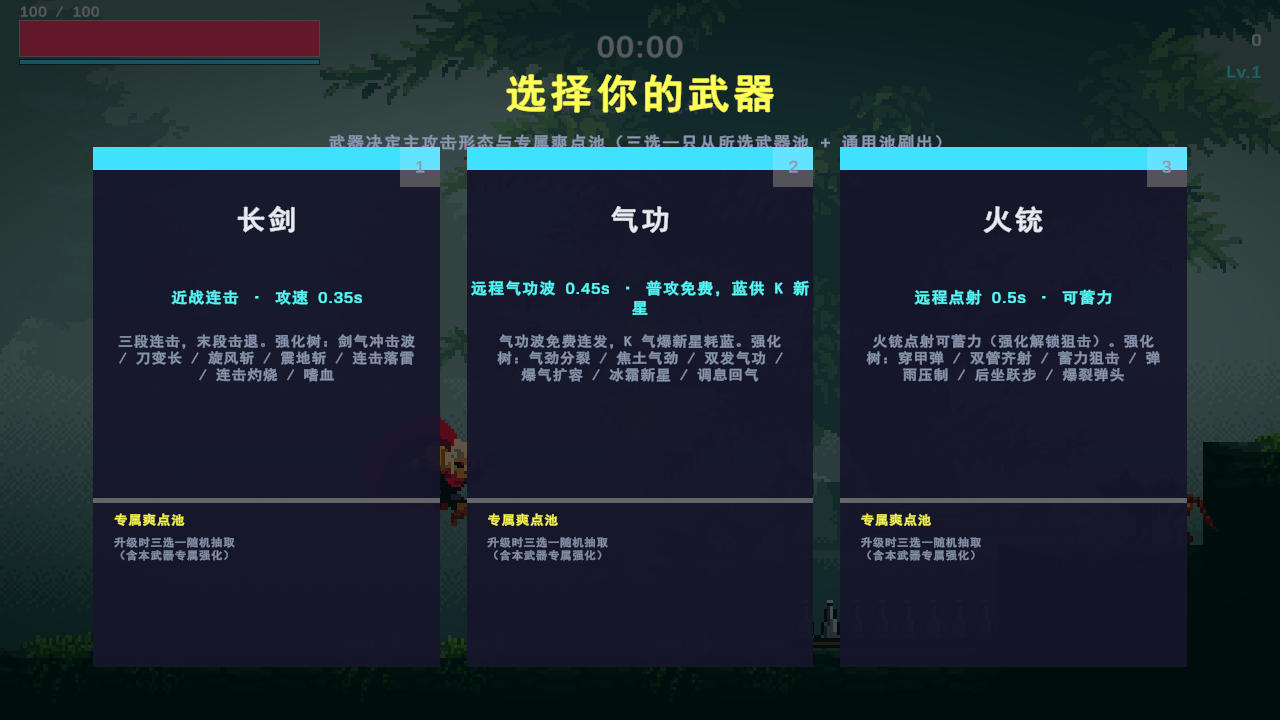 100 / 100
00:00
0
Lv.1
选择你的武器
武器决定主攻击形态与专属爽点池（三选一只从所选武器池 + 通用池刷出）
1
长剑
近战连击 · 攻速 0.35s
三段连击，末段击退。强化树：剑气冲击波
/ 刀变长 / 旋风斩 / 震地斩 / 连击落雷
/ 连击灼烧 / 嗜血
专属爽点池
升级时三选一随机抽取
（含本武器专属强化）
2
气功
远程气功波 0.45s · 普攻免费，蓝供 K 新
星
气功波免费连发，K 气爆新星耗蓝。强化
树：气劲分裂 / 焦土气劲 / 双发气功 /
爆气扩容 / 冰霜新星 / 调息回气
专属爽点池
升级时三选一随机抽取
（含本武器专属强化）
3
火铳
远程点射 0.5s · 可蓄力
火铳点射可蓄力（强化解锁狙击）。强化
树：穿甲弹 / 双管齐射 / 蓄力狙击 / 弹
雨压制 / 后坐跃步 / 爆裂弹头
专属爽点池
升级时三选一随机抽取
（含本武器专属强化）